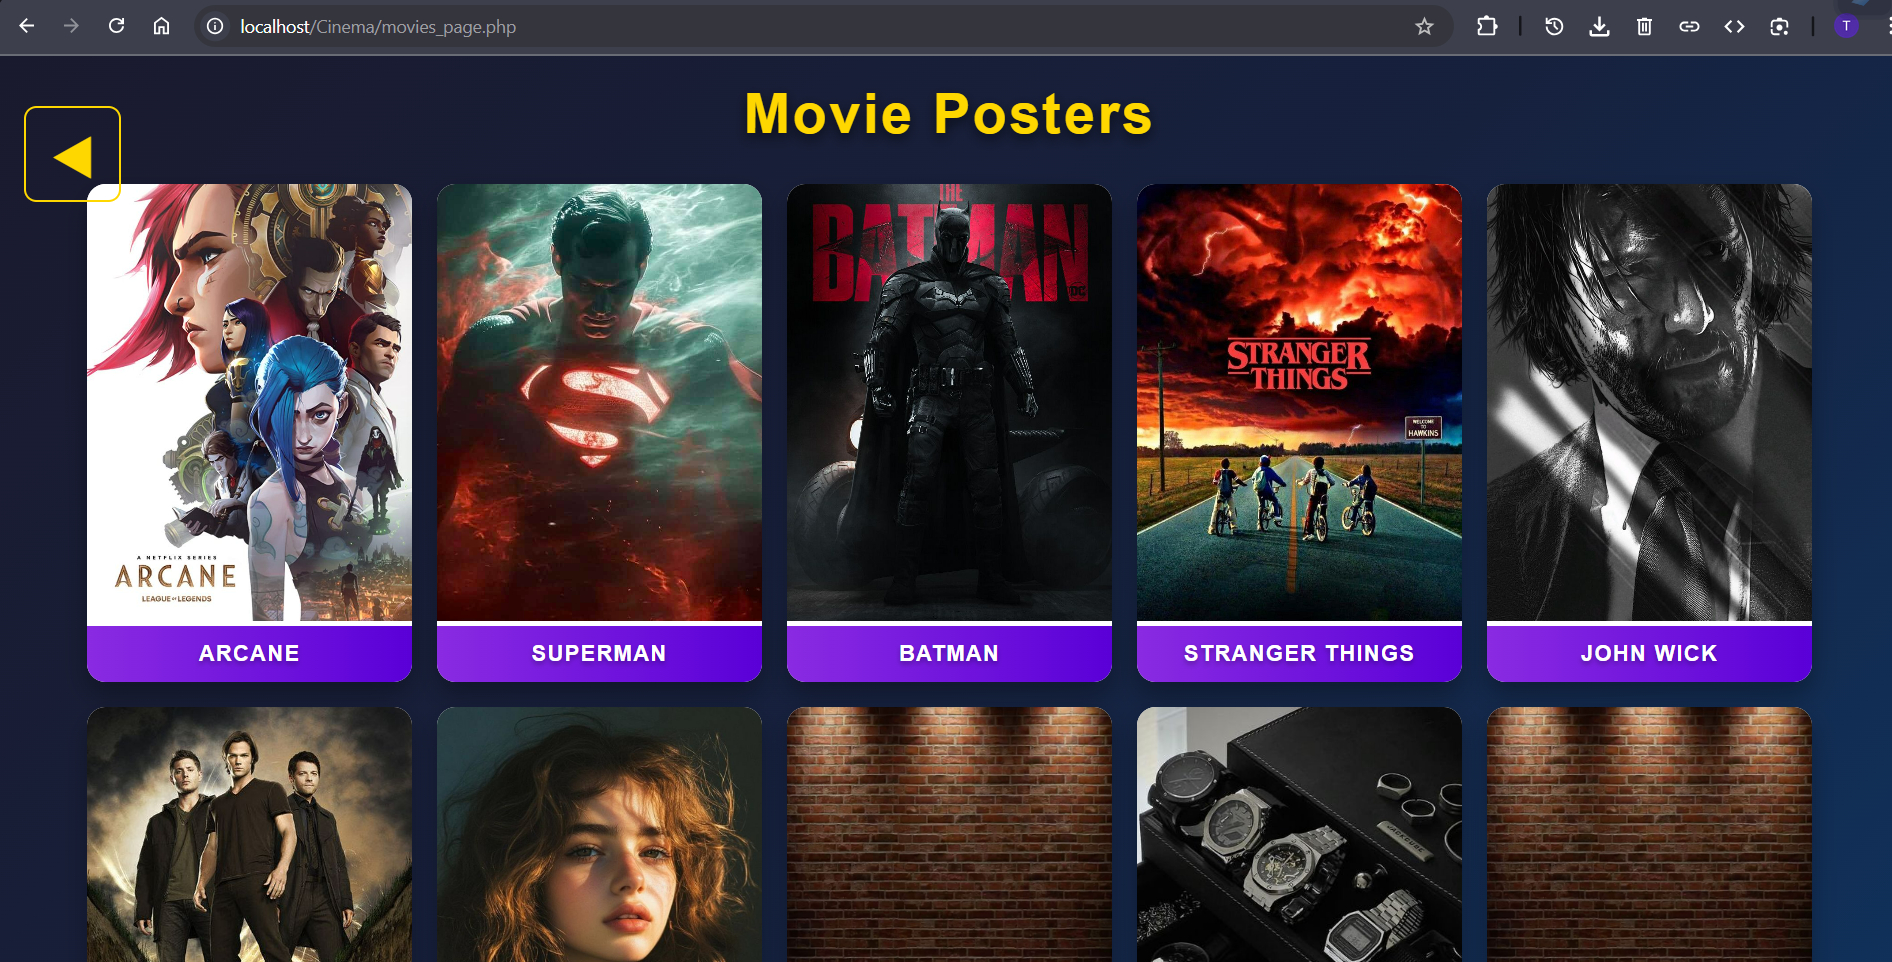 localhost/Cinema/movies_page.php
T
Movie Posters
A NETFLIX SERIES
ARCANE
LEAGUE OF LEGENDS
THE
BATMAN
DC
STRANGER
THINGS
WELCOME
TO
HAWKINS
ARCANE
SUPERMAN
BATMAN
STRANGER THINGS
JOHN WICK